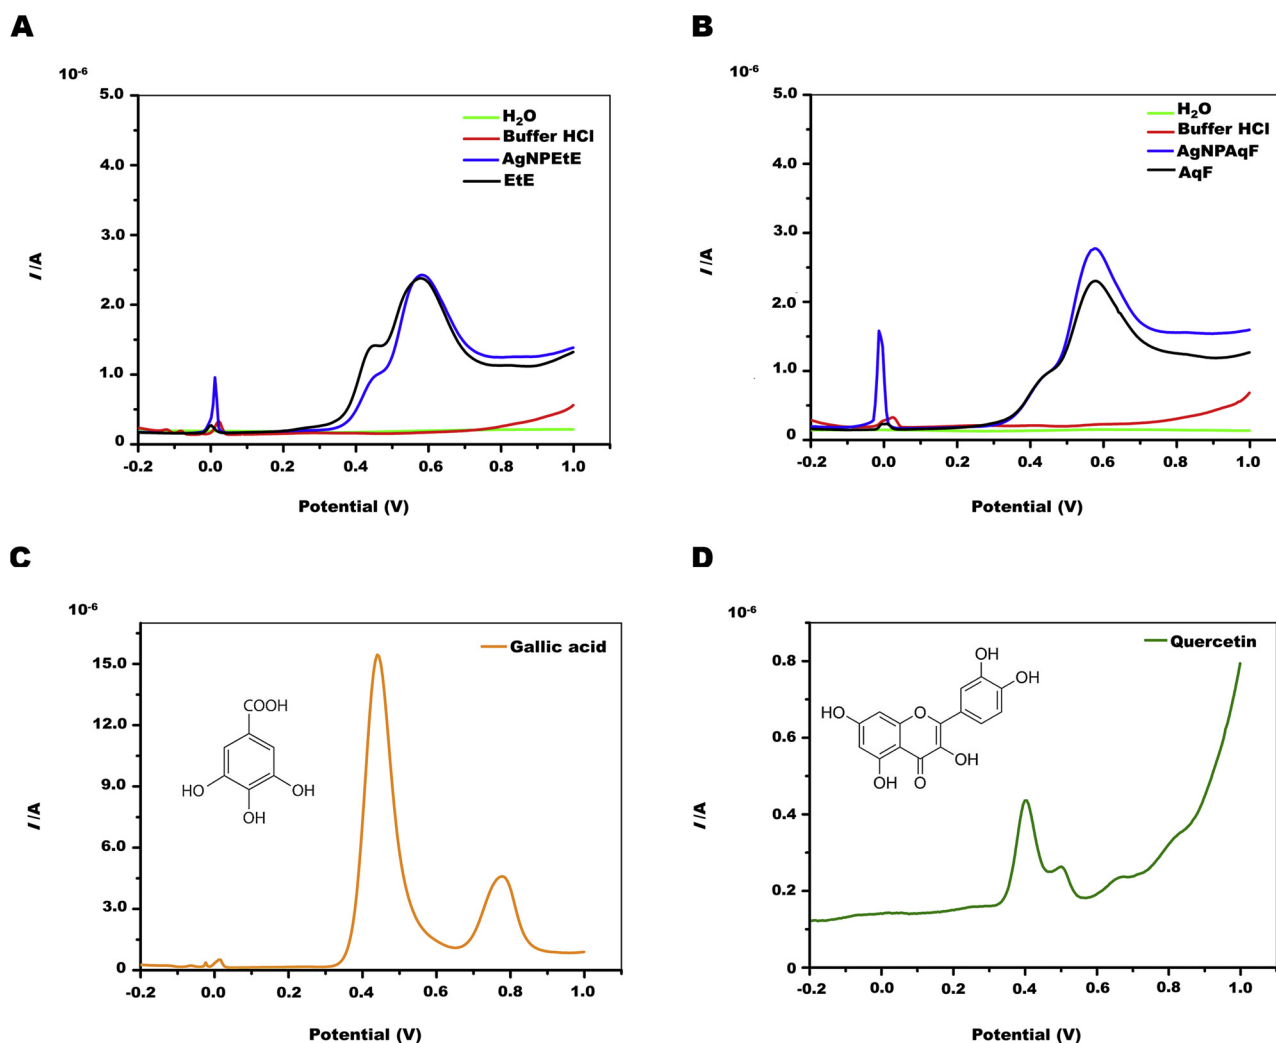 A
10-6
5.0
4.0
3.0
2.0
1.0
0
I/A
H2O
Buffer HCl
AgNPEtE
EtE
-0.2 0.0 0.2 0.4 0.6 0.8 1.0
Potential (V)
B
10-6
5.0
4.0
3.0
2.0
1.0
0
I/A
H2O
Buffer HCl
AgNPAqF
AqF
-0.2 0.0 0.2 0.4 0.6 0.8 1.0
Potential (V)
C
10-6
15.0
12.0
9.0
6.0
3.0
0
I/A
Gallic acid
COOH
HO
OH
OH
-0.2 0.0 0.2 0.4 0.6 0.8 1.0
Potential (V)
D
10-6
0.8
0.6
0.4
0.2
0
I/A
Quercetin
OH
OH
HO
O
OH
OH
O
-0.2 0.0 0.2 0.4 0.6 0.8 1.0
Potential (V)